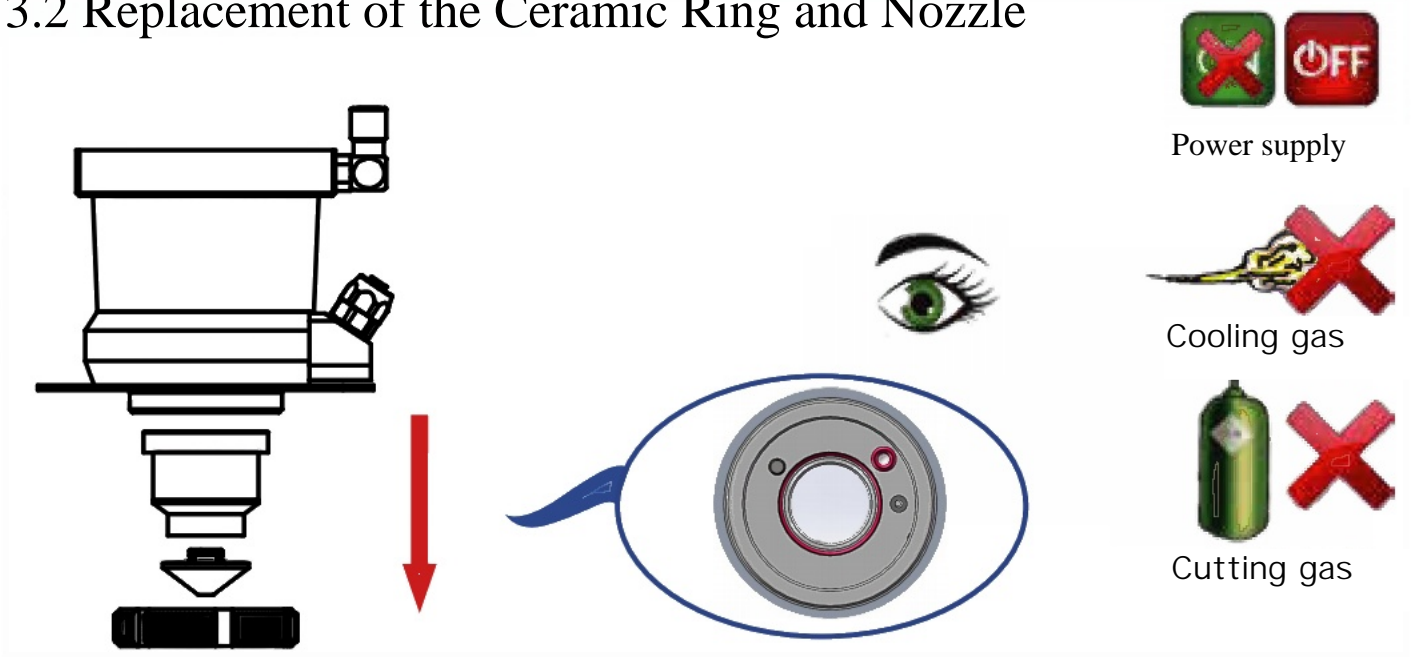 3.2 Replacement of the Ceramic Ring and Nozzle
OFF
Power supply
Cooling gas
Cutting gas